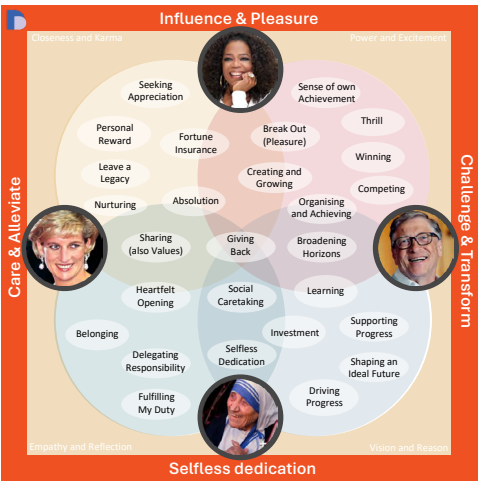 Influence & Pleasure
Closeness and Karma
Power and Excitement
Seeking
Appreciation
Sense of own
Achievement
Personal
Reward
Fortune
Insurance
Break Out
(Pleasure)
Thrill
Winning
Leave a
Legacy
Creating and
Growing
Competing
Nurturing
Absolution
Organising
and Achieving
Care & Alleviate
Challenge & Transform
Sharing
(also Values)
Giving
Back
Broadening
Horizons
Heartfelt
Opening
Social
Caretaking
Learning
Belonging
Investment
Supporting
Progress
Delegating
Responsibility
Selfless
Dedication
Shaping an
Ideal Future
Fulfilling
My Duty
Driving
Progress
Empathy and Reflection
Vision and Reason
Selfless dedication